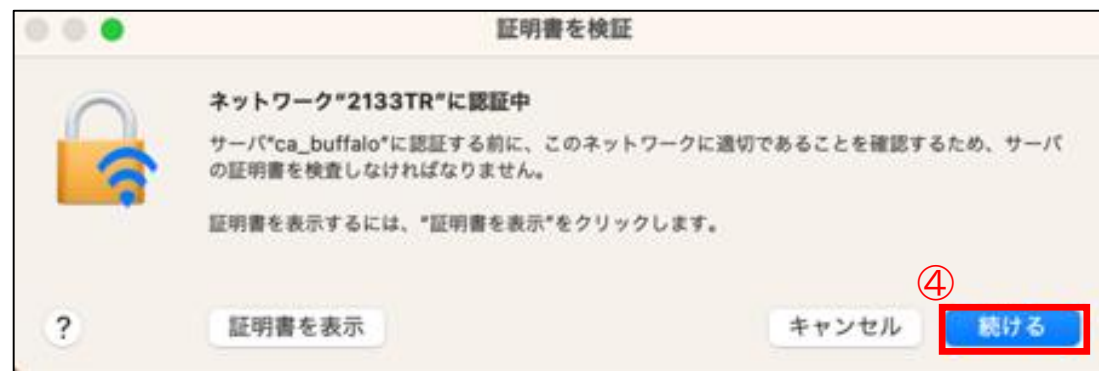 証明書を検証
ネットワーク"2133TR"に認証中
サーバ"ca_buffalo"に認証する前に、このネットワークに適切であることを確認するため、サーバ
の証明書を検査しなければなりません。
証明書を表示するには、"証明書を表示"をクリックします。
④
?
証明書を表示
キャンセル
続ける